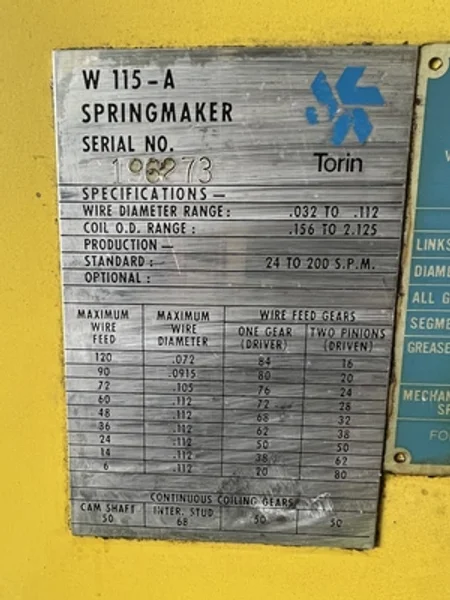 W 115-A
SPRINGMAKER
SERIAL NO.
Torin
SPECIFICATIONS —
WIRE DIAMETER RANGE: .032 TO .112
COIL O.D. RANGE: .156 TO 2.125
PRODUCTION —
STANDARD: 24 TO 200 S.P.M.
OPTIONAL:
MAXIMUM WIRE FEED MAXIMUM WIRE DIAMETER WIRE FEED GEARS
ONE GEAR (DRIVER) TWO PINIONS (DRIVEN)
120 .072 84 16
90 .0915 80 20
72 .105 76 24
60 .112 72 28
48 .112 68 32
36 .112 62 38
24 .112 50 50
14 .112 38 62
6 .112 20 80
CONTINUOUS COILING GEARS
CAM SHAFT INTER. STUD
50 68 50 50
LINKS
DIAM
ALL G
SEGME
GREASE
MECHAN
SP
FO